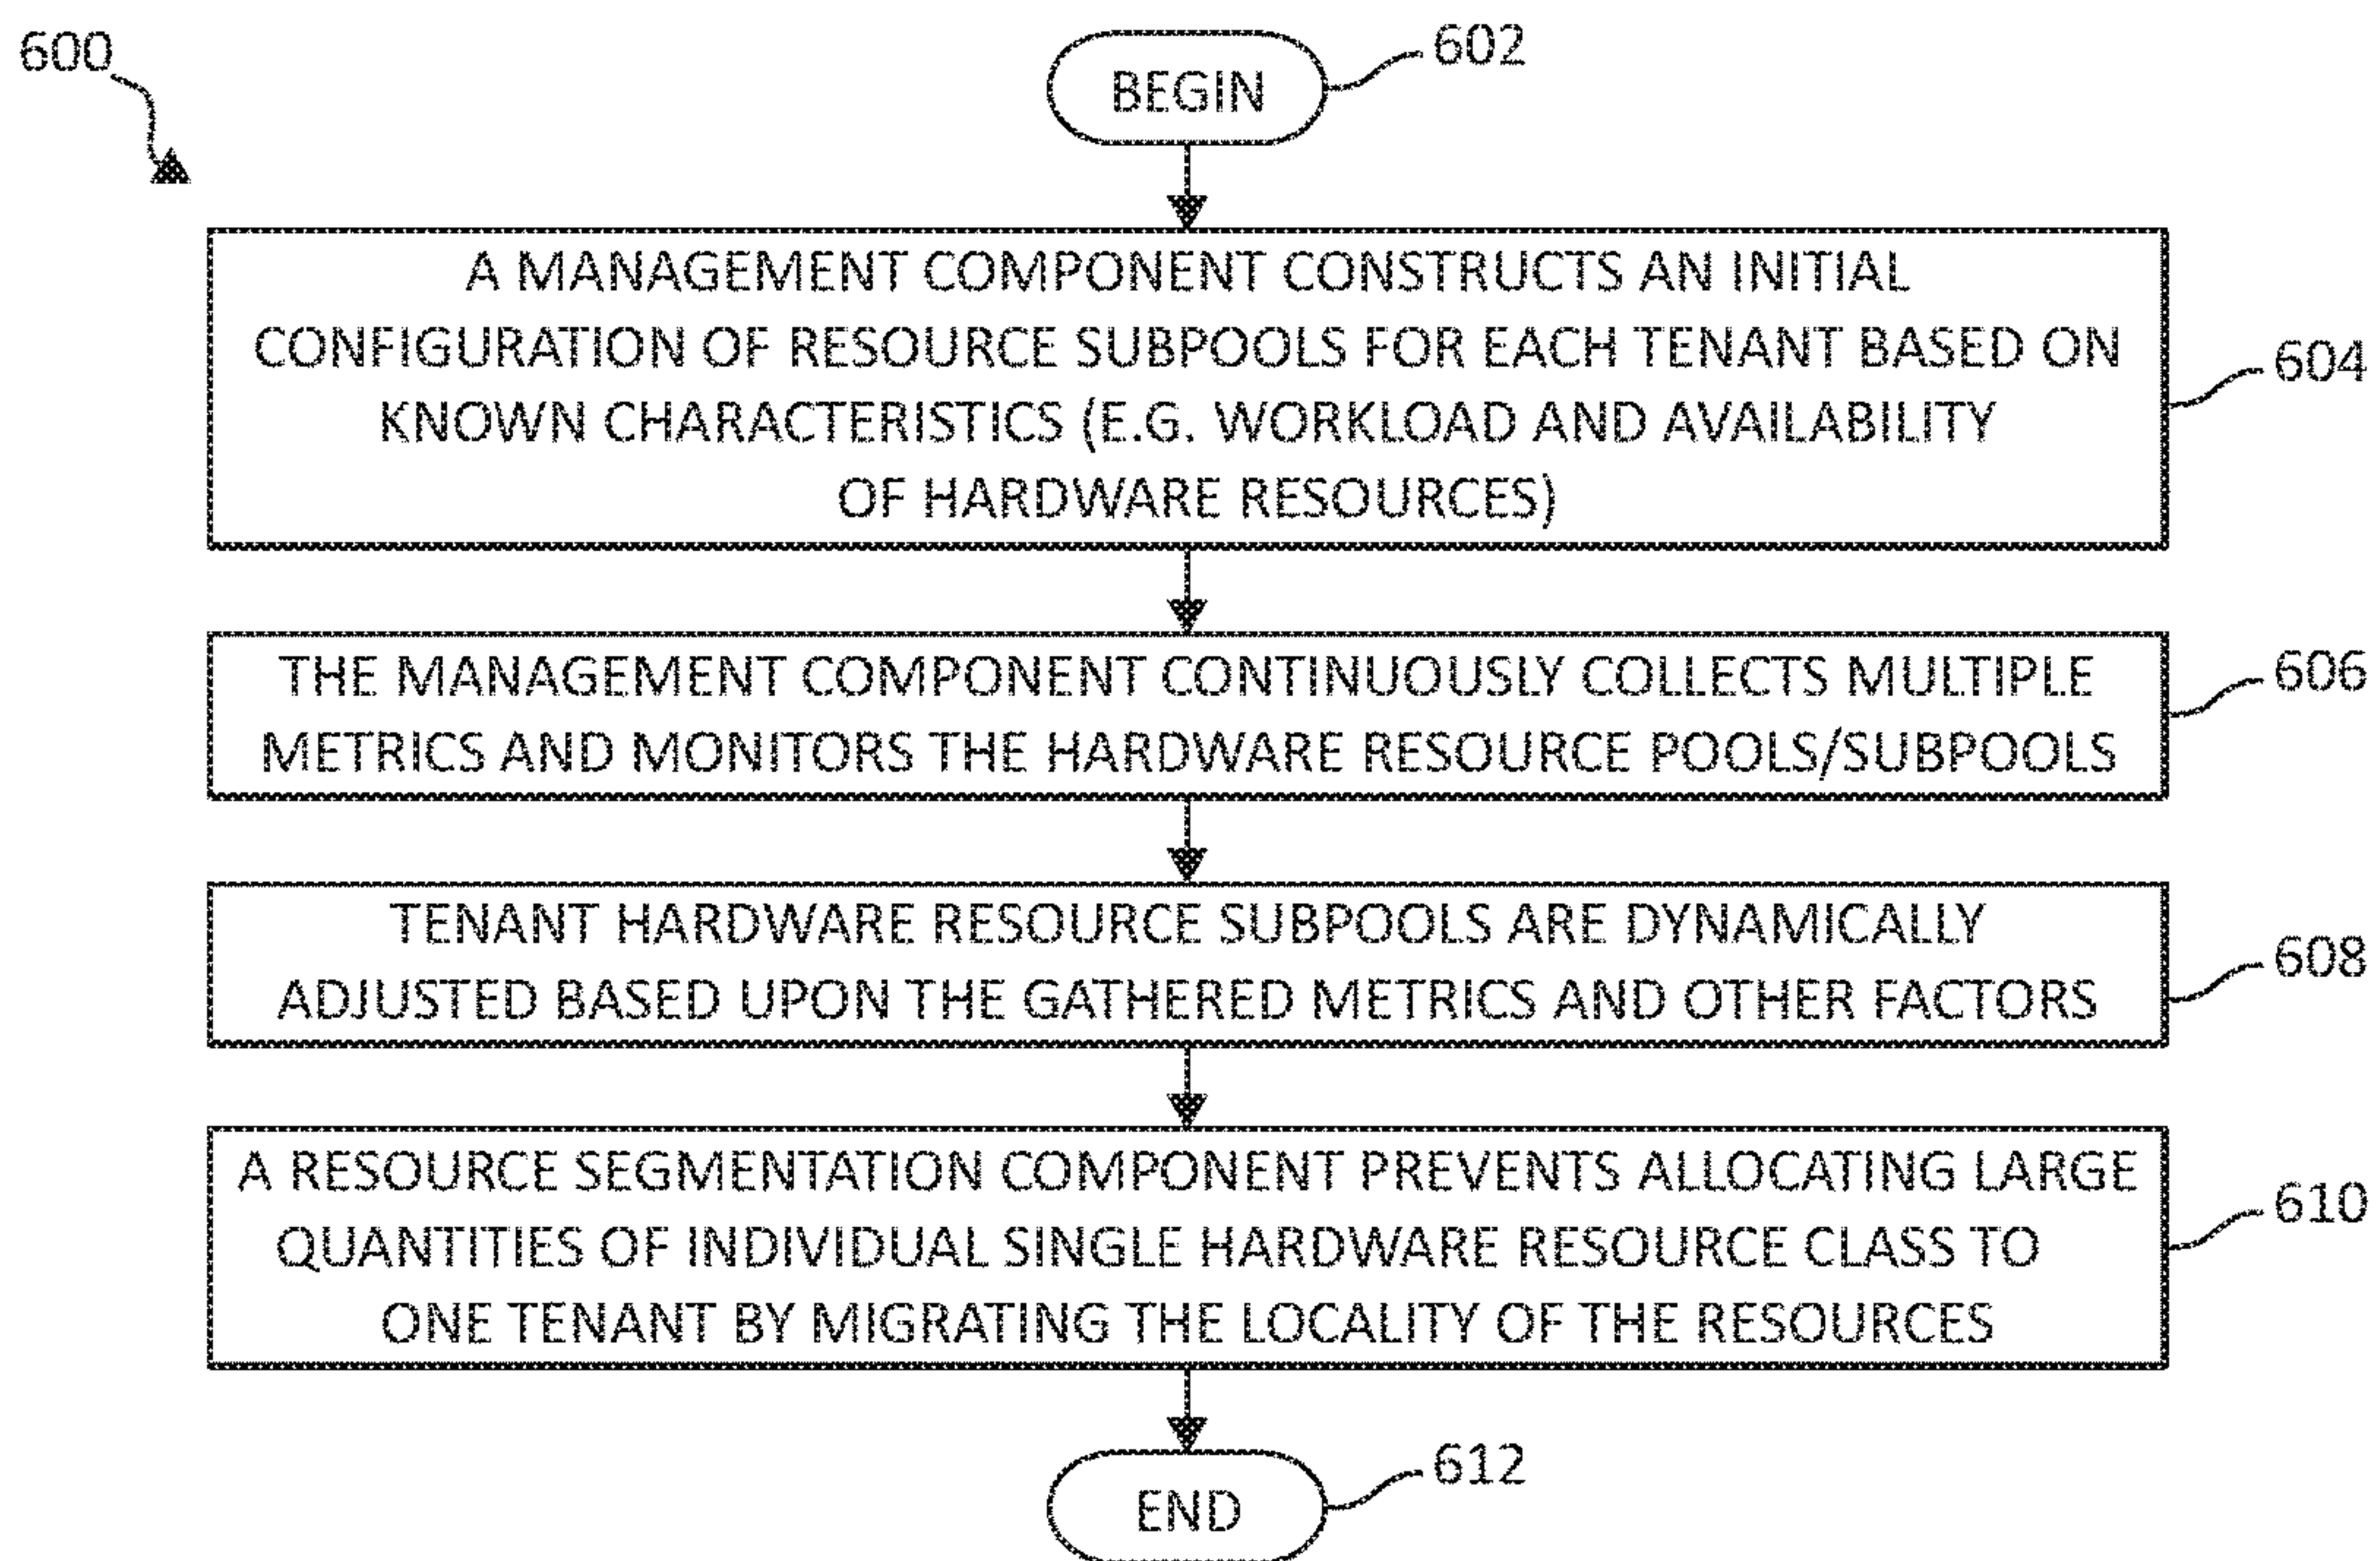 600
BEGIN
602
A MANAGEMENT COMPONENT CONSTRUCTS AN INITIAL
CONFIGURATION OF RESOURCE SUBPOOLS FOR EACH TENANT BASED ON
KNOWN CHARACTERISTICS (E.G. WORKLOAD AND AVAILABILITY
OF HARDWARE RESOURCES)
604
THE MANAGEMENT COMPONENT CONTINUOUSLY COLLECTS MULTIPLE
METRICS AND MONITORS THE HARDWARE RESOURCE POOLS/SUBPOOLS
606
TENANT HARDWARE RESOURCE SUBPOOLS ARE DYNAMICALLY
ADJUSTED BASED UPON THE GATHERED METRICS AND OTHER FACTORS
608
A RESOURCE SEGMENTATION COMPONENT PREVENTS ALLOCATING LARGE
QUANTITIES OF INDIVIDUAL SINGLE HARDWARE RESOURCE CLASS TO
ONE TENANT BY MIGRATING THE LOCALITY OF THE RESOURCES
610
END
612